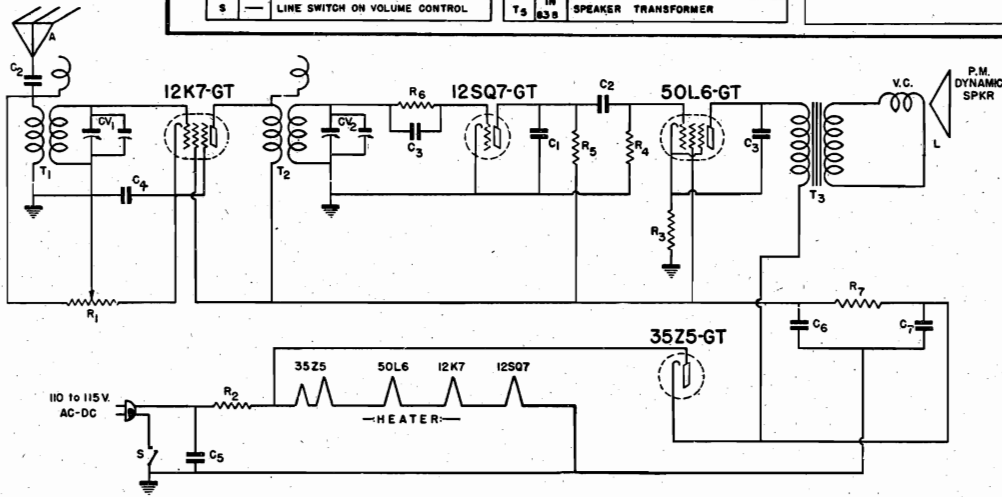 S — LINE SWITCH ON VOLUME CONTROL
T5 IN 838 SPEAKER TRANSFORMER
A
C2
12K7-GT
R6
12SQ7-GT
C2
50L6-GT
V.C.
P.M.
DYNAMIC
SPKR
CV1
CV2
C3
C1
R5
R4
C3
L
T1
C4
T2
T3
R3
R1
R7
C6
C7
35Z5-GT
35Z5
50L6
12K7
12SQ7
110 to 115V.
AC-DC
R2
HEATER
S
C5